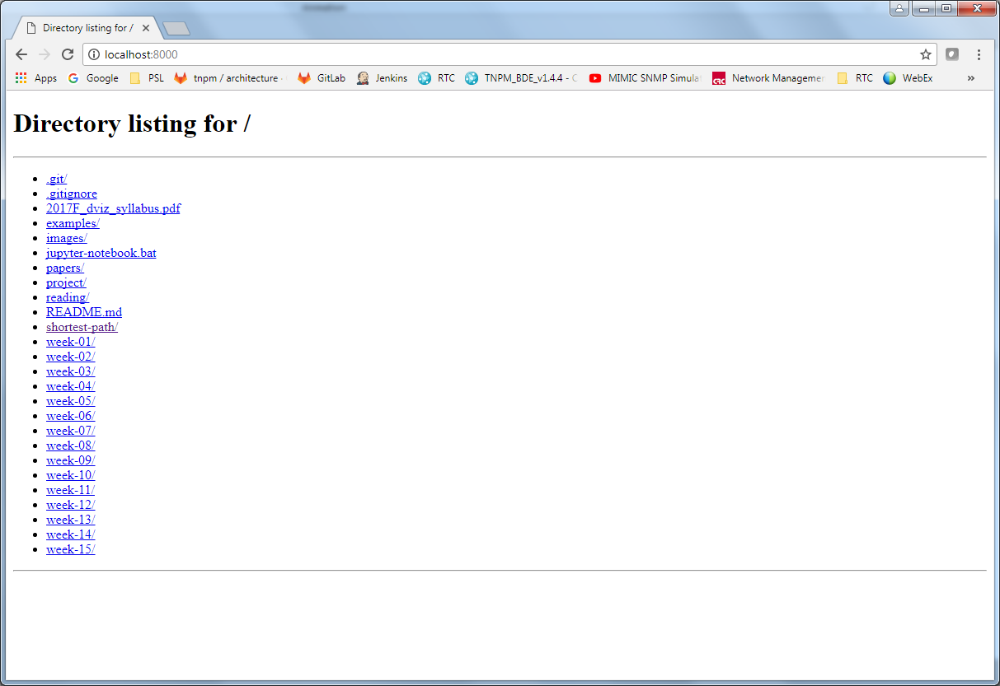 Directory listing for /
localhost:8000
Apps Google PSL tnpm / architecture GitLab Jenkins RTC TNPM_BDE_v1.4.4 - MIMIC SNMP Simula Network Managemer RTC WebEx »
Directory listing for /
.git/
.gitignore
2017F_dviz_syllabus.pdf
examples/
images/
jupyter-notebook.bat
papers/
project/
reading/
README.md
shortest-path/
week-01/
week-02/
week-03/
week-04/
week-05/
week-06/
week-07/
week-08/
week-09/
week-10/
week-11/
week-12/
week-13/
week-14/
week-15/